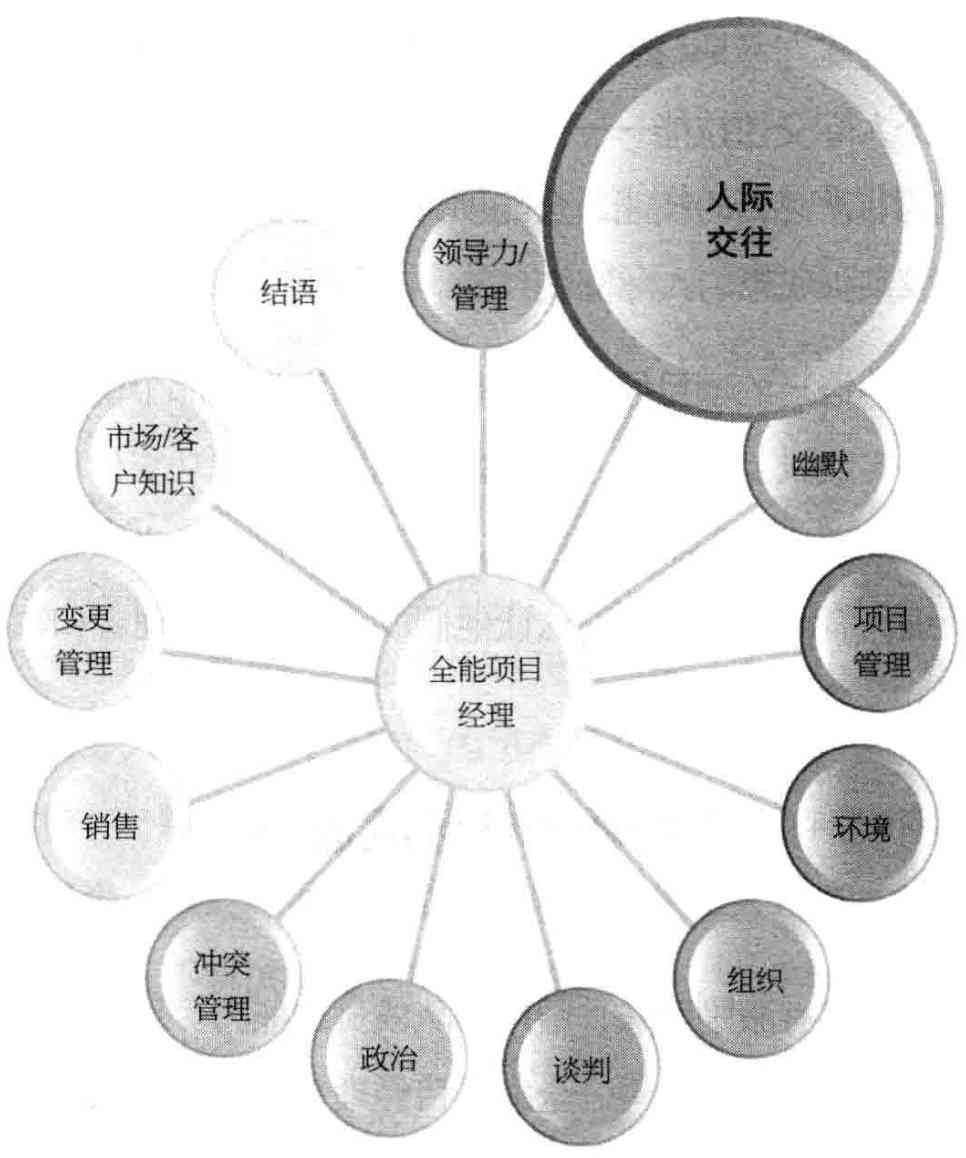 人际
交往
领导力/
管理
结语
幽默
市场/客
户知识
变更
管理
项目
管理
全能项目
经理
销售
环境
冲突
管理
组织
政治
谈判